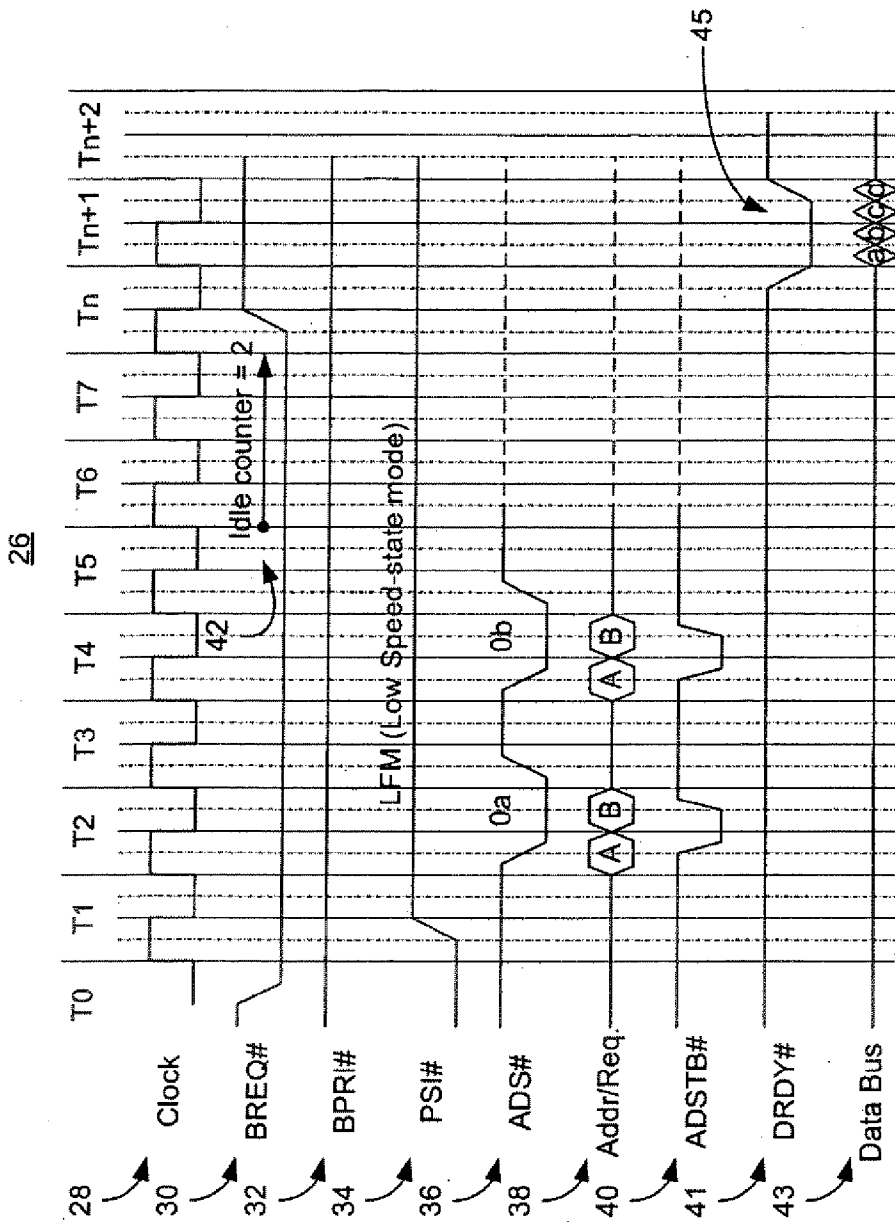 26
T0 T1 T2 T3 T4 T5 T6 T7 Tn Tn+1 Tn+2
28
Clock
30
BREQ#
42
Idle counter = 2
32
BPRI#
34
PSI#
LFM (Low Speed-state mode)
36
ADS#
0a 0b
38
Addr/Req.
A B A B
40
ADSTB#
41
DRDY#
45
43
Data Bus
a b c d